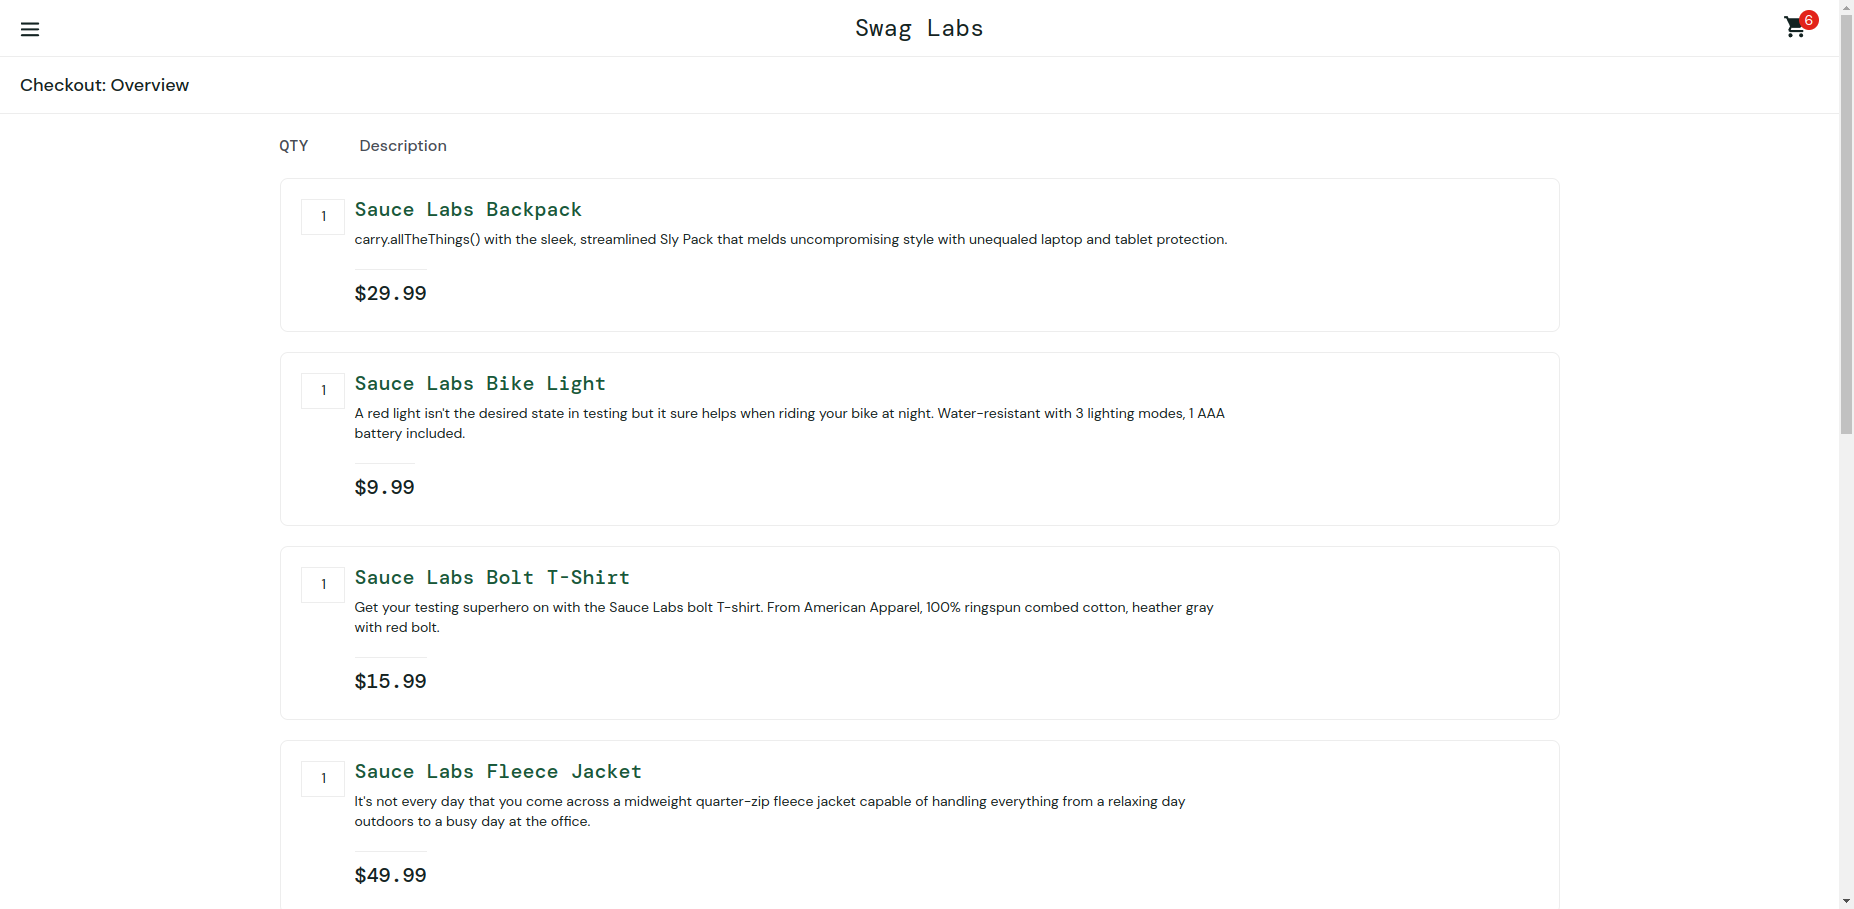 Swag Labs
6
Checkout: Overview
QTY Description
1
Sauce Labs Backpack
carry.allTheThings() with the sleek, streamlined Sly Pack that melds uncompromising style with unequaled laptop and tablet protection.
$29.99
1
Sauce Labs Bike Light
A red light isn't the desired state in testing but it sure helps when riding your bike at night. Water-resistant with 3 lighting modes, 1 AAA
battery included.
$9.99
1
Sauce Labs Bolt T-Shirt
Get your testing superhero on with the Sauce Labs bolt T-shirt. From American Apparel, 100% ringspun combed cotton, heather gray
with red bolt.
$15.99
1
Sauce Labs Fleece Jacket
It's not every day that you come across a midweight quarter-zip fleece jacket capable of handling everything from a relaxing day
outdoors to a busy day at the office.
$49.99